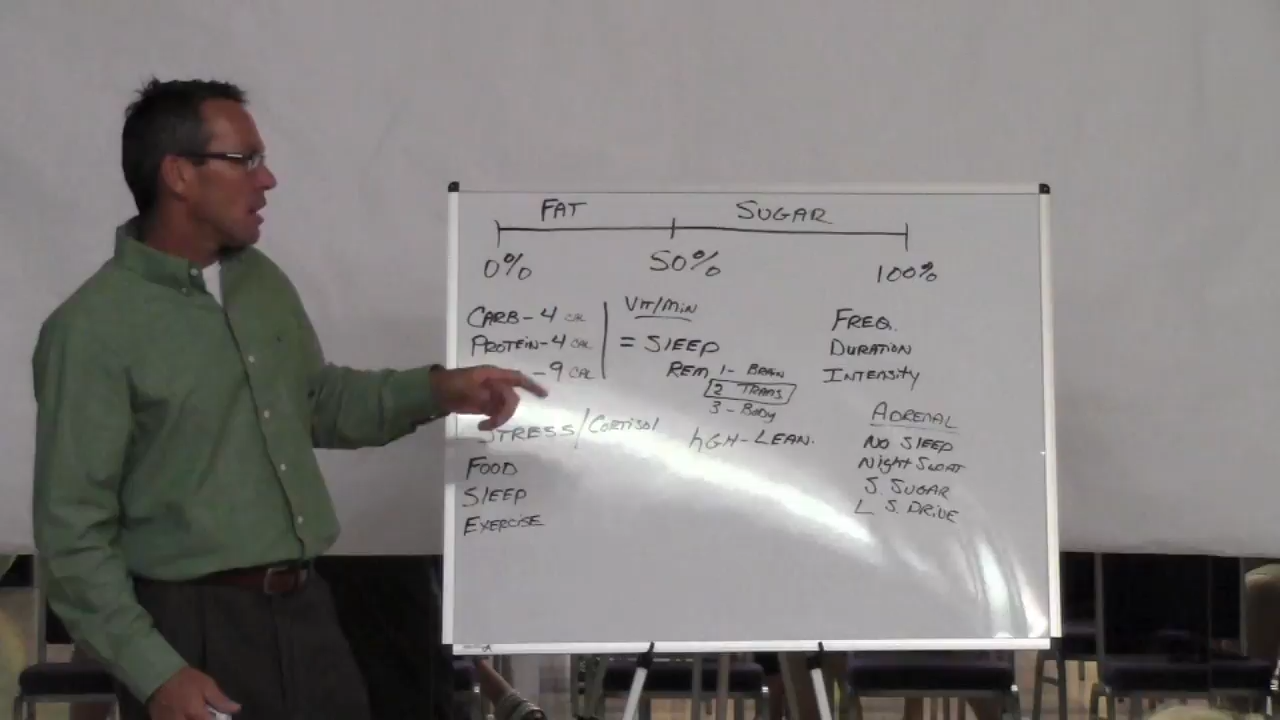 FAT SUGAR
0% 50% 100%
CARB - 4 CAL
PROTEIN - 4 CAL
- 9 CAL
VIT/MIN
= SLEEP
REM 1 - BRAIN
2 TRANS
3 - BODY
STRESS/CORTISOL
HGH - LEAN.
FOOD
SLEEP
EXERCISE
FREQ.
DURATION
INTENSITY
ADRENAL
NO SLEEP
NIGHT SWEAT
S. SUGAR
L S. DRIVE